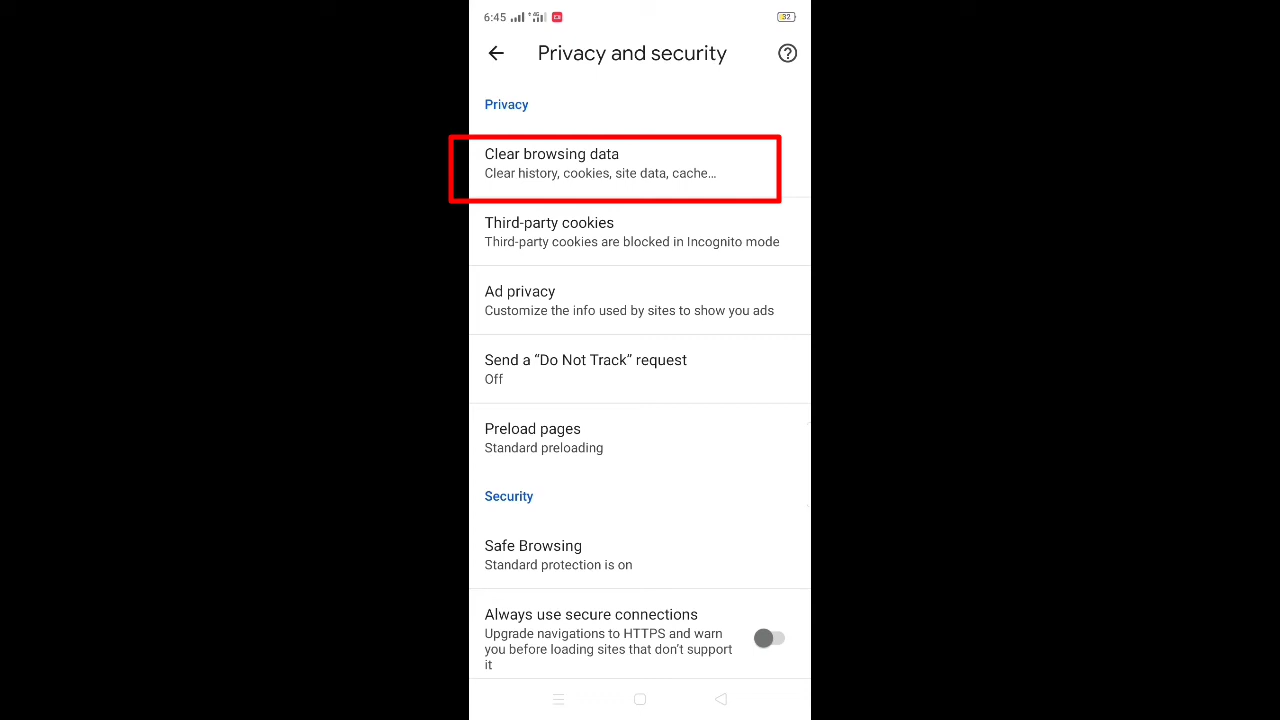 6:45
32
Privacy and security
Privacy
Clear browsing data
Clear history, cookies, site data, cache...
Third-party cookies
Third-party cookies are blocked in Incognito mode
Ad privacy
Customize the info used by sites to show you ads
Send a “Do Not Track” request
Off
Preload pages
Standard preloading
Security
Safe Browsing
Standard protection is on
Always use secure connections
Upgrade navigations to HTTPS and warn
you before loading sites that don’t support
it